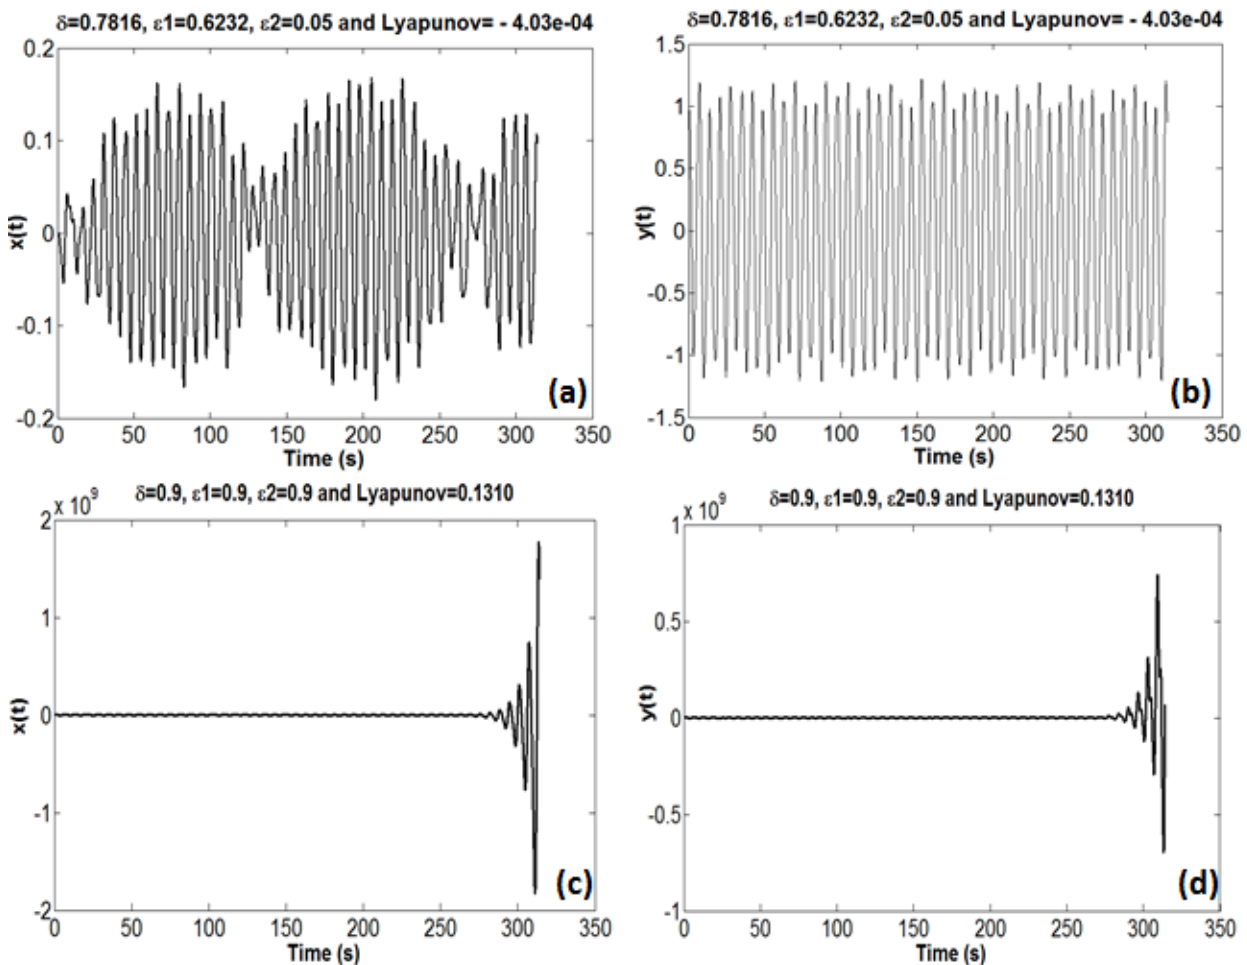 δ=0.7816, ε1=0.6232, ε2=0.05 and Lyapunov= - 4.03e-04
0.2
0.1
0
-0.1
-0.2
x(t)
0 50 100 150 200 250 300 350
Time (s)
(a)
δ=0.7816, ε1=0.6232, ε2=0.05 and Lyapunov= - 4.03e-04
1.5
1
0.5
0
-0.5
-1
-1.5
y(t)
0 50 100 150 200 250 300 350
Time (s)
(b)
δ=0.9, ε1=0.9, ε2=0.9 and Lyapunov=0.1310
x 10⁹
2
1
0
-1
-2
x(t)
0 50 100 150 200 250 300 350
Time (s)
(c)
δ=0.9, ε1=0.9, ε2=0.9 and Lyapunov=0.1310
x 10⁹
1
0.5
0
-0.5
-1
y(t)
0 50 100 150 200 250 300 350
Time (s)
(d)